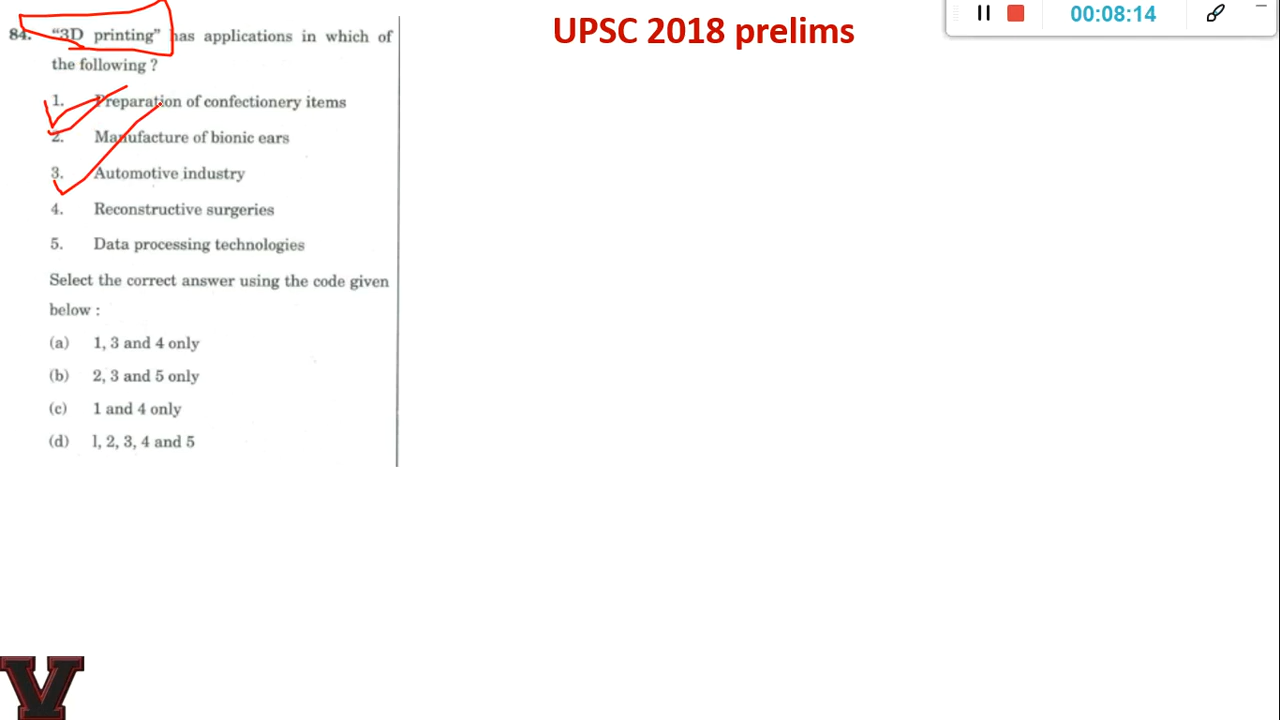 UPSC 2018 prelims
00:08:14
84. "3D printing" has applications in which of
the following ?
1. Preparation of confectionery items
2. Manufacture of bionic ears
3. Automotive industry
4. Reconstructive surgeries
5. Data processing technologies
Select the correct answer using the code given
below :
(a) 1, 3 and 4 only
(b) 2, 3 and 5 only
(c) 1 and 4 only
(d) 1, 2, 3, 4 and 5
V